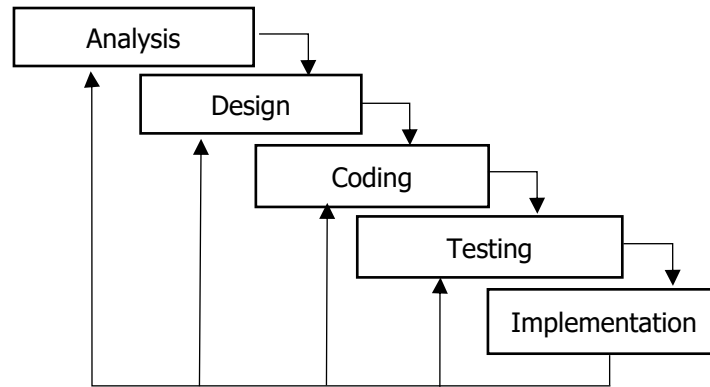 Analysis
Design
Coding
Testing
Implementation